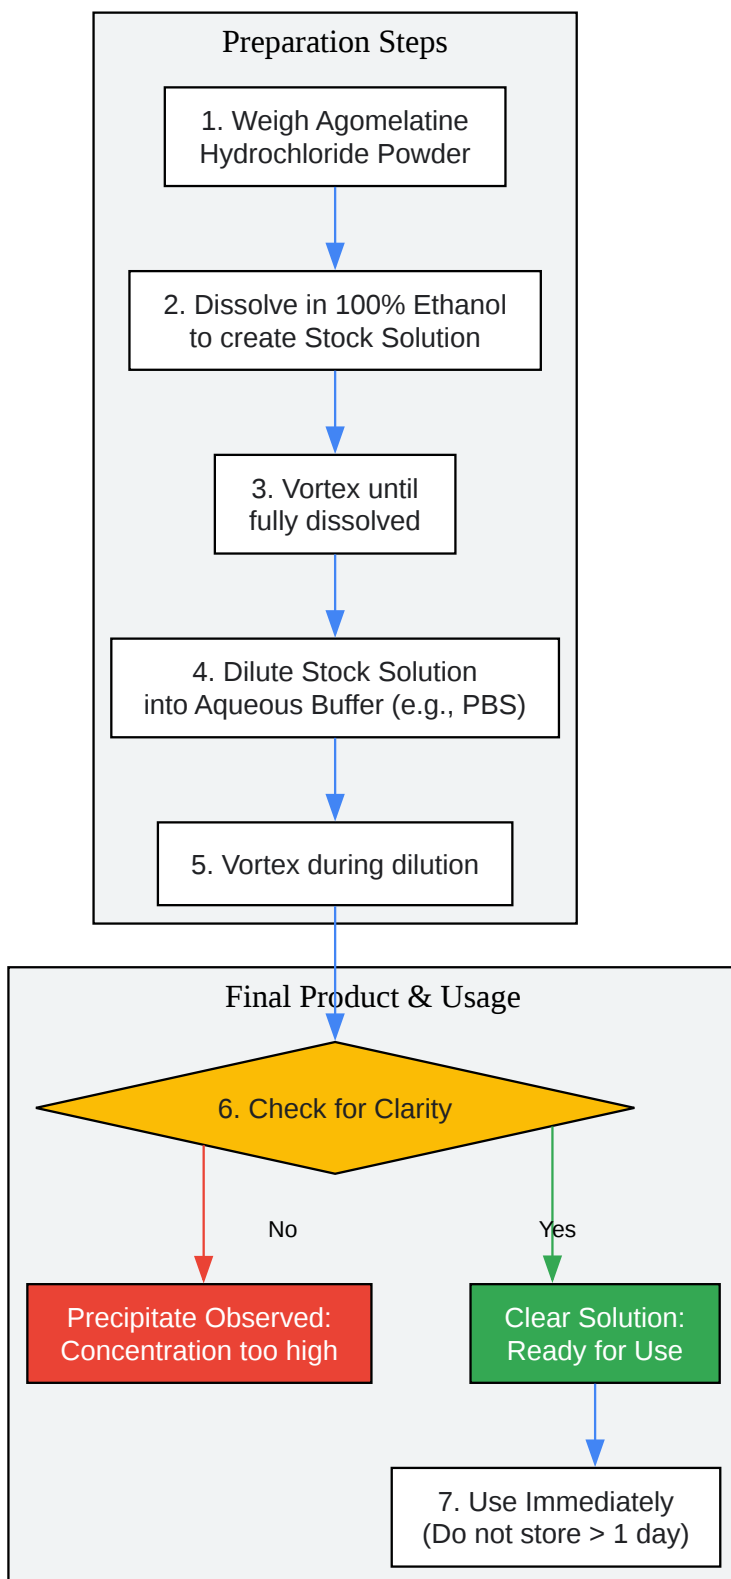 Preparation Steps
1. Weigh Agomelatine
Hydrochloride Powder
2. Dissolve in 100% Ethanol
to create Stock Solution
3. Vortex until
fully dissolved
4. Dilute Stock Solution
into Aqueous Buffer (e.g., PBS)
5. Vortex during dilution
Final Product & Usage
6. Check for Clarity
No
Yes
Precipitate Observed:
Concentration too high
Clear Solution:
Ready for Use
7. Use Immediately
(Do not store > 1 day)